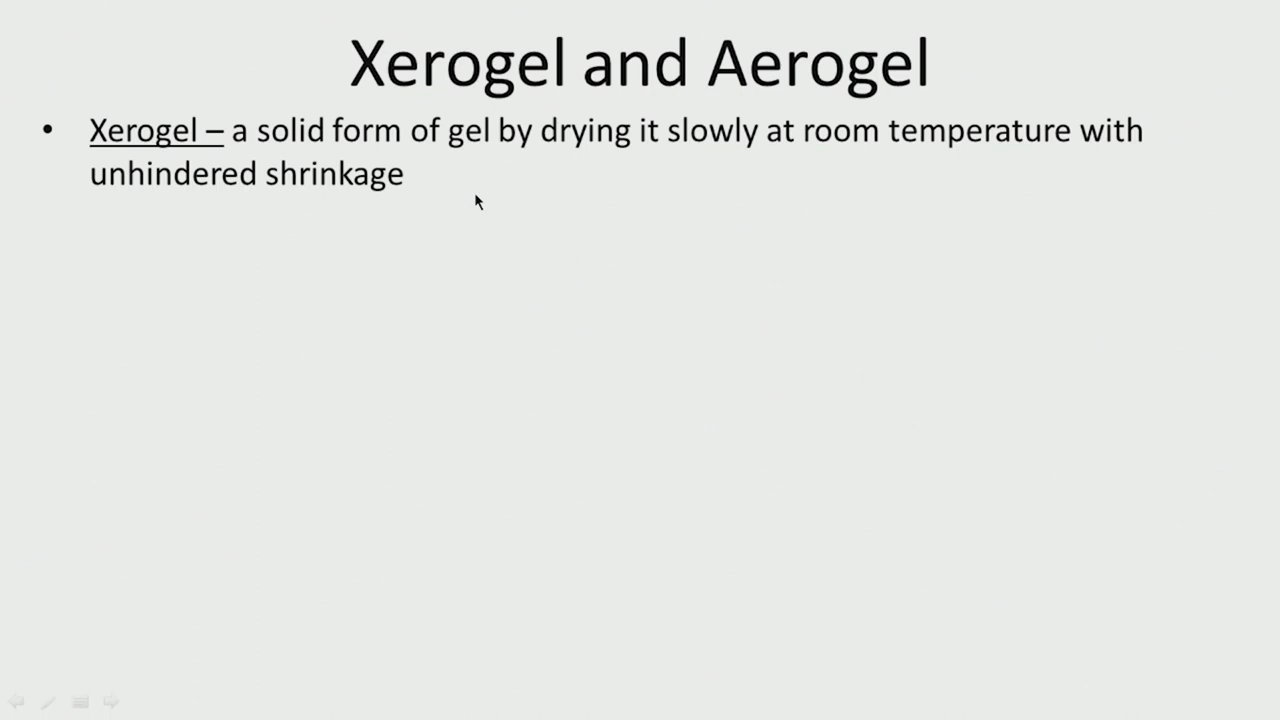 Xerogel and Aerogel
• Xerogel – a solid form of gel by drying it slowly at room temperature with
unhindered shrinkage